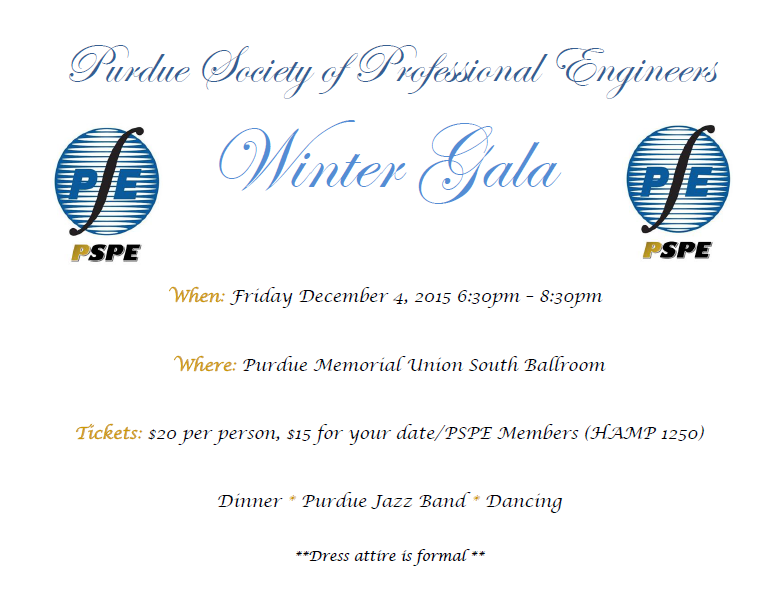 Purdue Society of Professional Engineers
Winter Gala
PSE
PSPE
PSE
PSPE
When: Friday December 4, 2015 6:30pm – 8:30pm
Where: Purdue Memorial Union South Ballroom
Tickets: $20 per person, $15 for your date/PSPE Members (HAMP 1250)
Dinner * Purdue Jazz Band * Dancing
**Dress attire is formal **